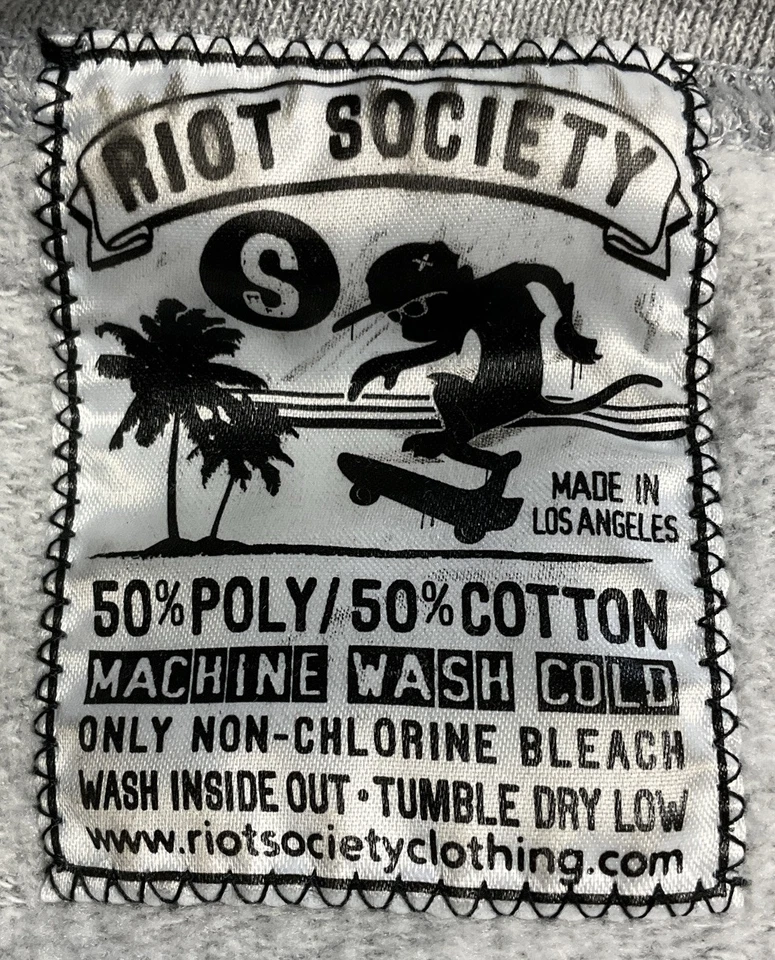 RIOT SOCIETY
S
MADE IN
LOS ANGELES
50% POLY/50% COTTON
MACHINE WASH COLD
ONLY NON-CHLORINE BLEACH
WASH INSIDE OUT • TUMBLE DRY LOW
www.riotsocietyclothing.com